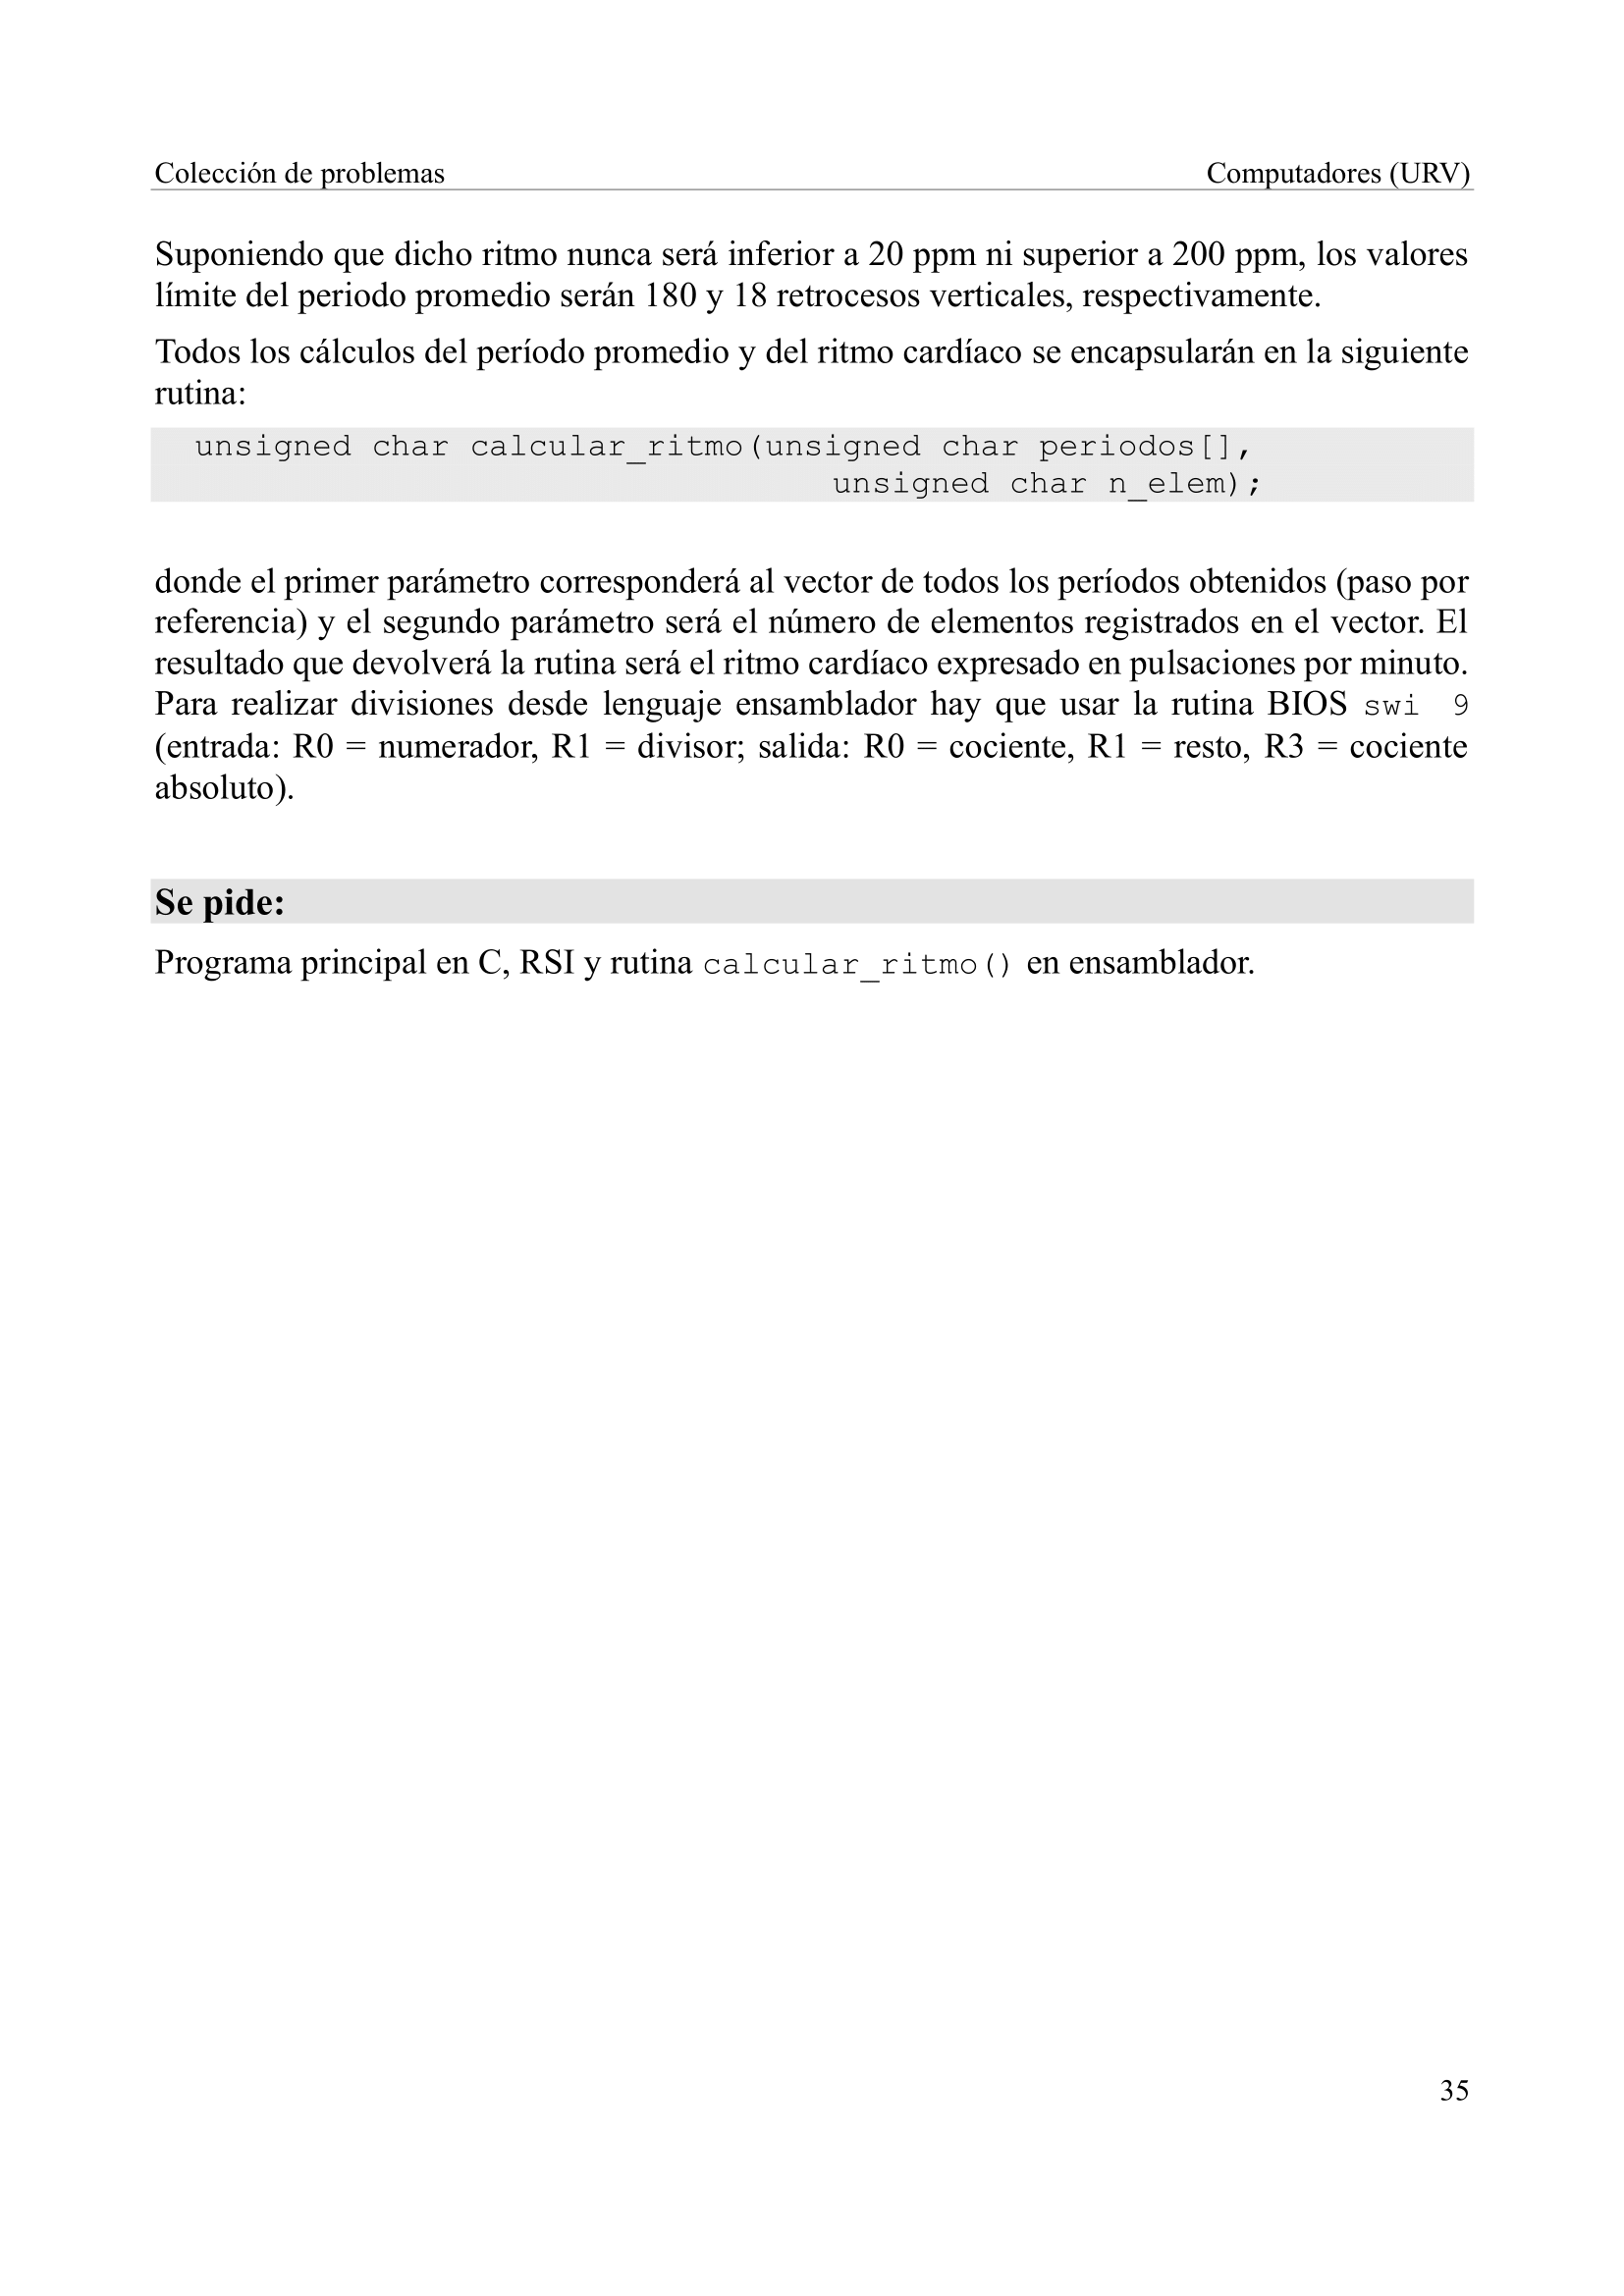 Colección de problemas Computadores (URV)
Suponiendo que dicho ritmo nunca será inferior a 20 ppm ni superior a 200 ppm, los valores
límite del periodo promedio serán 180 y 18 retrocesos verticales, respectivamente.
Todos los cálculos del período promedio y del ritmo cardíaco se encapsularán en la siguiente
rutina:
unsigned char calcular_ritmo(unsigned char periodos[],
unsigned char n_elem);
donde el primer parámetro corresponderá al vector de todos los períodos obtenidos (paso por
referencia) y el segundo parámetro será el número de elementos registrados en el vector. El
resultado que devolverá la rutina será el ritmo cardíaco expresado en pulsaciones por minuto.
Para realizar divisiones desde lenguaje ensamblador hay que usar la rutina BIOS swi 9
(entrada: R0 = numerador, R1 = divisor; salida: R0 = cociente, R1 = resto, R3 = cociente
absoluto).
Se pide:
Programa principal en C, RSI y rutina calcular_ritmo() en ensamblador.
35